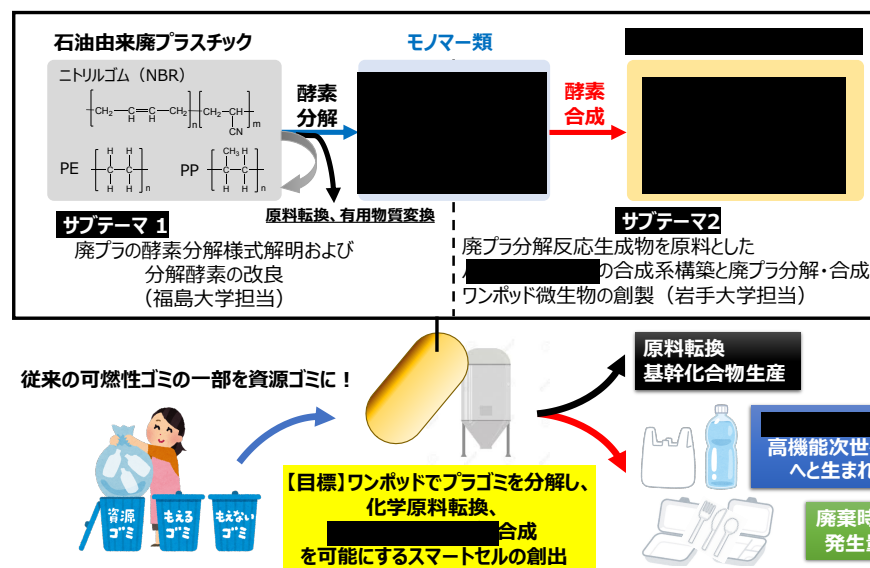 石油由来廃プラスチック
モノマー類
ニトリルゴム（NBR）
CH₂
C=C
H
H
CH₂
n
CH₂
CH
CN
m
PE
H H
C C
H H
n
PP
CH₃ H
C C
H H
n
酵素
分解
酵素
合成
原料転換、有用物質変換
サブテーマ 1
廃プラの酵素分解様式解明および
分解酵素の改良
（福島大学担当）
サブテーマ2
廃プラ分解反応生成物を原料とした
の合成系構築と廃プラ分解・合成
ワンポッド微生物の創製（岩手大学担当）
従来の可燃性ゴミの一部を資源ゴミに！
資源
ゴミ
もえる
ゴミ
もえない
ゴミ
【目標】ワンポッドでプラゴミを分解し、
化学原料転換、
合成
を可能にするスマートセルの創出
原料転換
基幹化合物生産
高機能次世
へと生まれ
廃棄時
発生